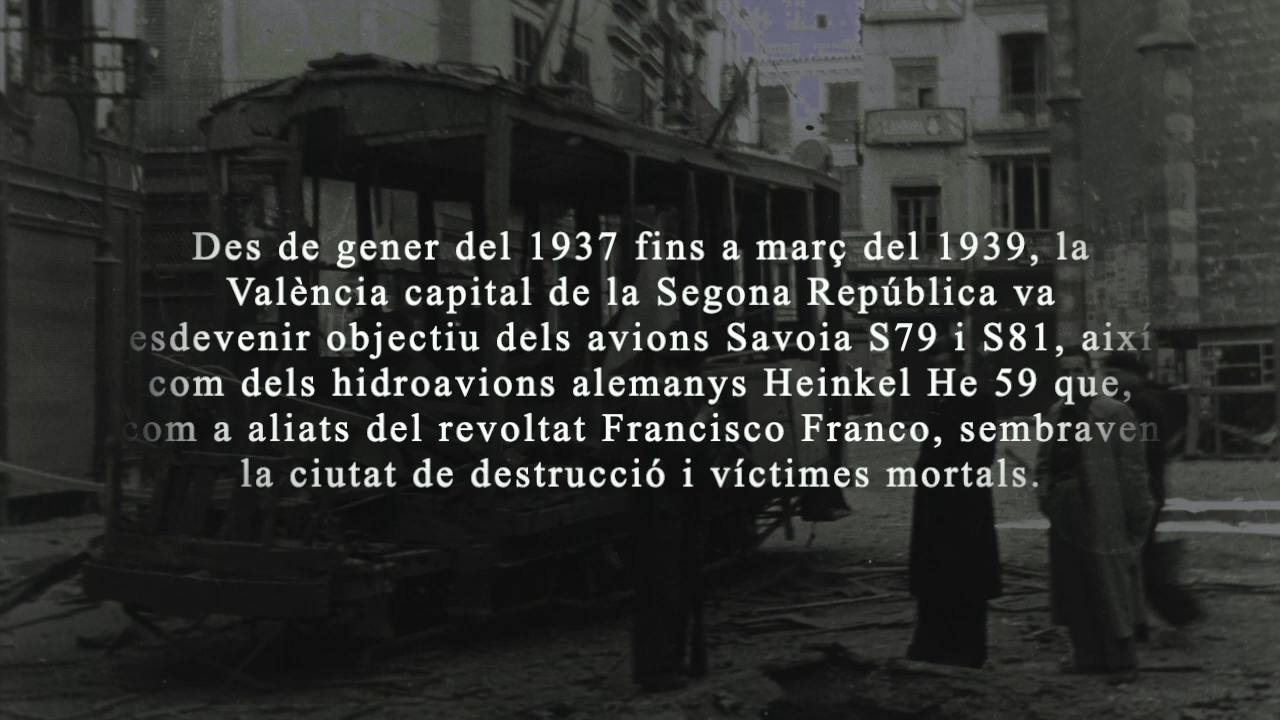 Des de gener del 1937 fins a març del 1939, la
València capital de la Segona República va
esdevenir objectiu dels avions Savoia S79 i S81, així
com dels hidroavions alemanys Heinkel He 59 que,
com a aliats del revoltat Francisco Franco, sembraven
la ciutat de destrucció i víctimes mortals.